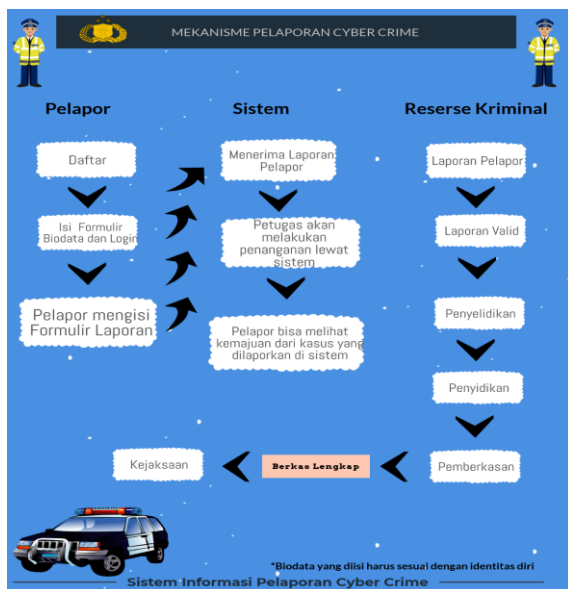 MEKANISME PELAPORAN CYBER CRIME
Pelapor
Daftar
Isi Formulir
Biodata dan Login
Pelapor mengisi
Formulir Laporan
Sistem
Menerima Laporan
Pelapor
Petugas akan
melakukan
penanganan lewat
sistem
Pelapor bisa melihat
kemajuan dari kasus yang
dilaporkan di sistem
Reserse Kriminal
Laporan Pelapor
Laporan Valid
Penyelidikan
Penyidikan
Pemberkasan
Berkas Lengkap
Kejaksaan
*Biodata yang diisi harus sesuai dengan identitas diri
Sistem Informasi Pelaporan Cyber Crime